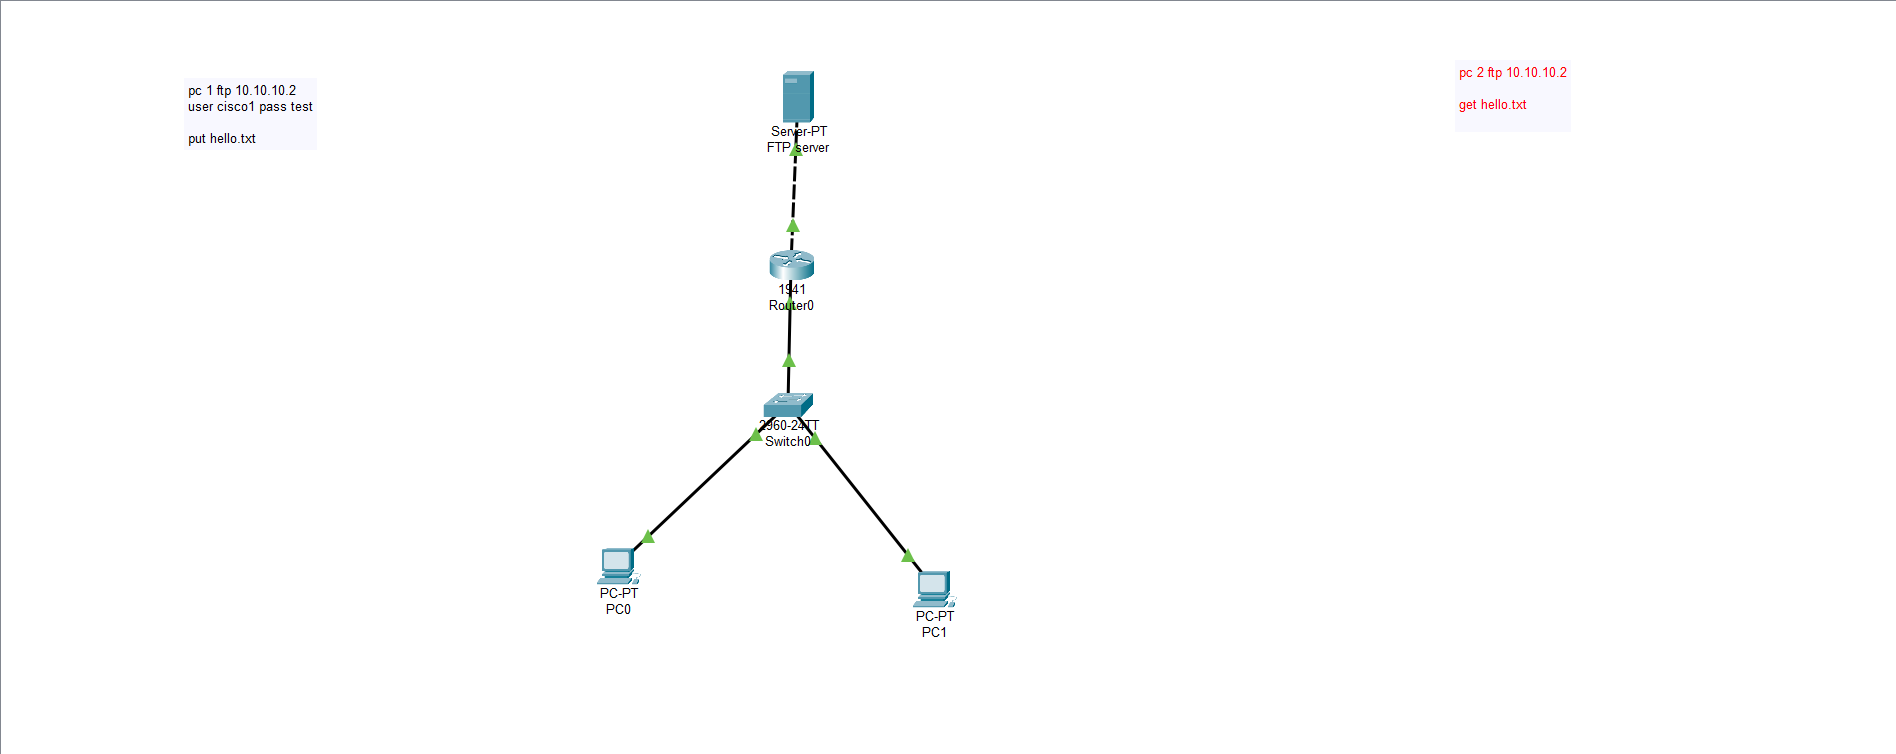 pc 1 ftp 10.10.10.2
user cisco1 pass test
put hello.txt
pc 2 ftp 10.10.10.2
get hello.txt
Server-PT
FTP server
1941
Router0
2960-24TT
Switch0
PC-PT
PC0
PC-PT
PC1